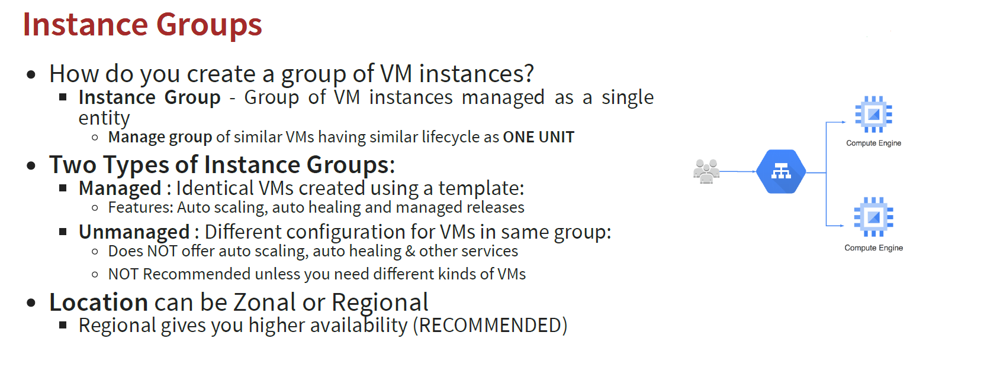 Instance Groups
How do you create a group of VM instances?
Instance Group - Group of VM instances managed as a single
entity
Manage group of similar VMs having similar lifecycle as ONE UNIT
Two Types of Instance Groups:
Managed : Identical VMs created using a template:
Features: Auto scaling, auto healing and managed releases
Unmanaged : Different configuration for VMs in same group:
Does NOT offer auto scaling, auto healing & other services
NOT Recommended unless you need different kinds of VMs
Location can be Zonal or Regional
Regional gives you higher availability (RECOMMENDED)
Compute Engine
Compute Engine